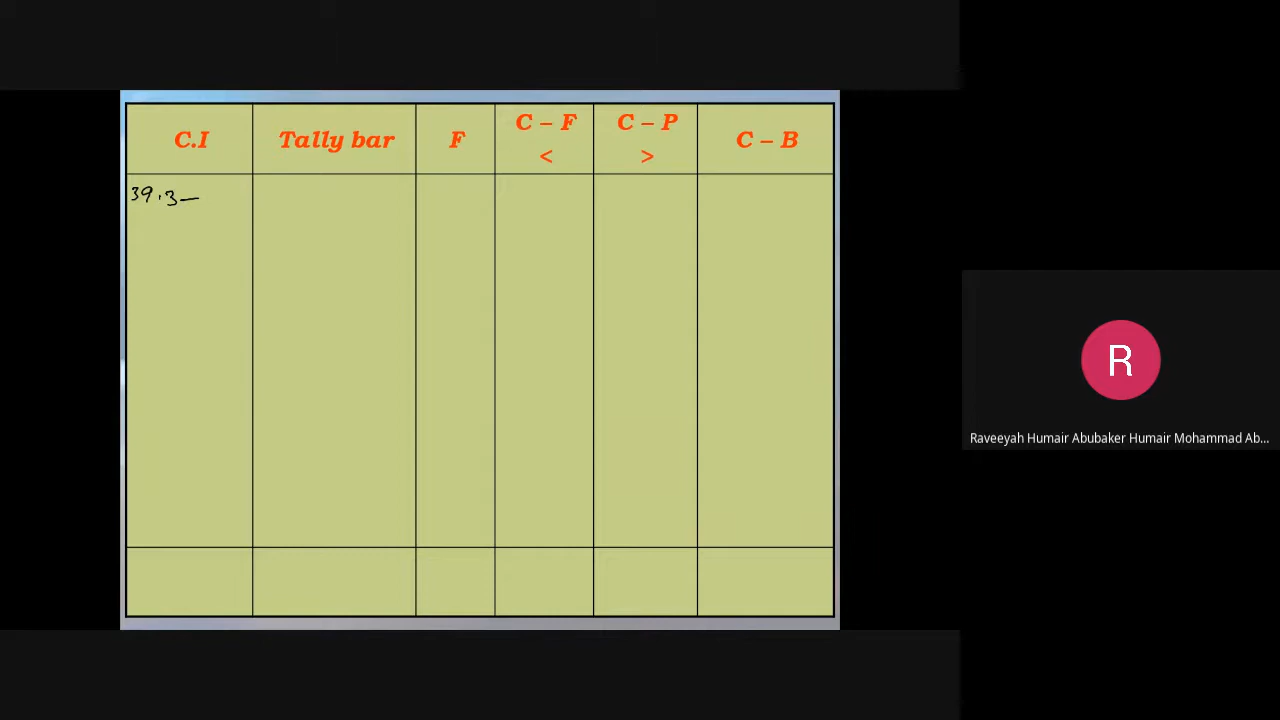 C.I Tally bar F C – F < C – P > C – B
39.3–
R
Raveeyah Humair Abubaker Humair Mohammad Ab...